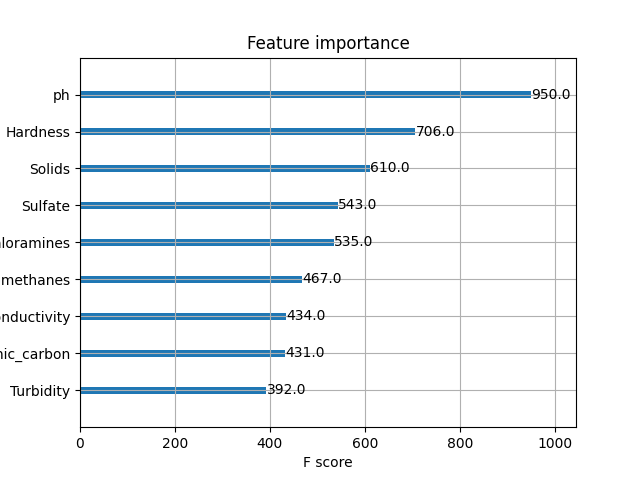 Feature importance
ph 950.0
Hardness 706.0
Solids 610.0
Sulfate 543.0
loramines 535.0
methanes 467.0
nductivity 434.0
nic_carbon 431.0
Turbidity 392.0
0 200 400 600 800 1000
F score